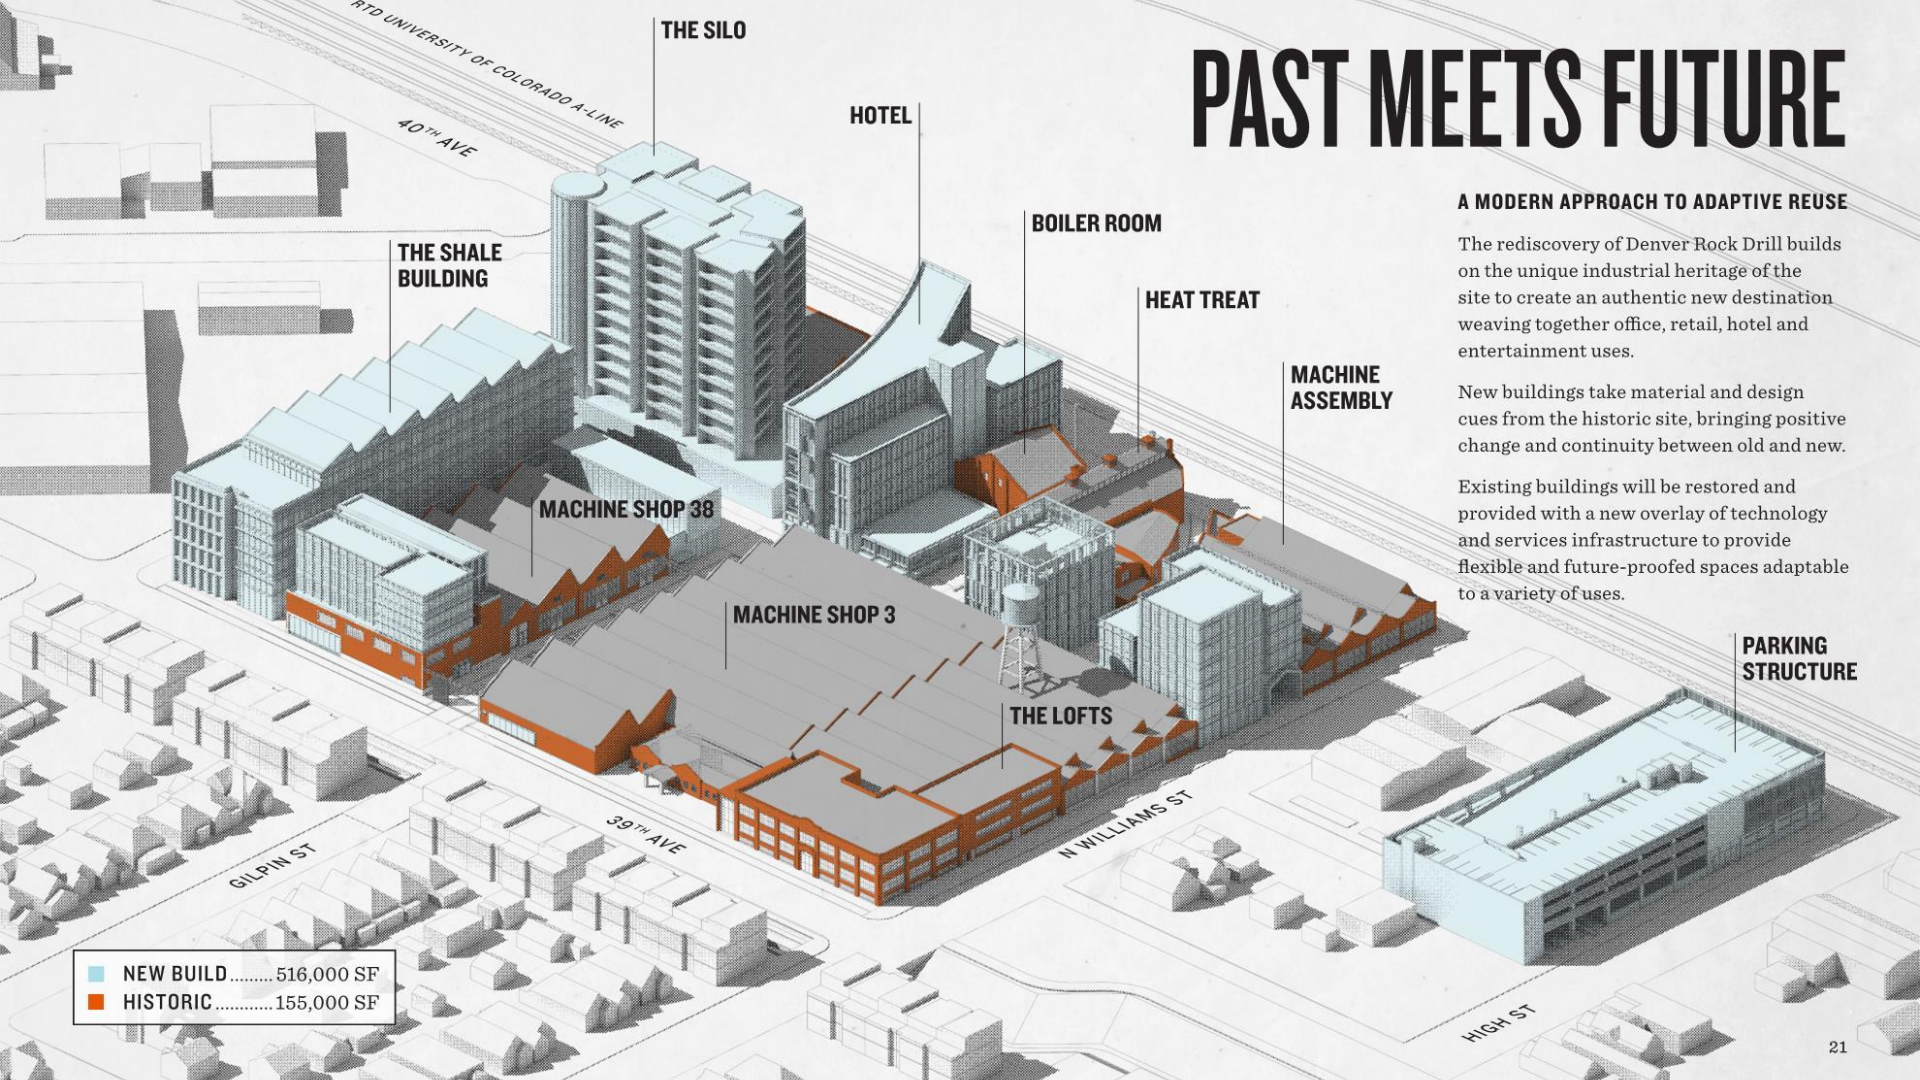 RTD UNIVERSITY OF COLORADO A-LINE
THE SILO
PAST MEETS FUTURE
HOTEL
40TH AVE
A MODERN APPROACH TO ADAPTIVE REUSE
The rediscovery of Denver Rock Drill builds
on the unique industrial heritage of the
site to create an authentic new destination
weaving together office, retail, hotel and
entertainment uses.
New buildings take material and design
cues from the historic site, bringing positive
change and continuity between old and new.
Existing buildings will be restored and
provided with a new overlay of technology
and services infrastructure to provide
flexible and future-proofed spaces adaptable
to a variety of uses.
BOILER ROOM
THE SHALE
BUILDING
HEAT TREAT
MACHINE
ASSEMBLY
MACHINE SHOP 38
MACHINE SHOP 3
PARKING
STRUCTURE
THE LOFTS
39TH AVE
N WILLIAMS ST
GILPIN ST
HIGH ST
NEW BUILD.........516,000 SF
HISTORIC............155,000 SF
21